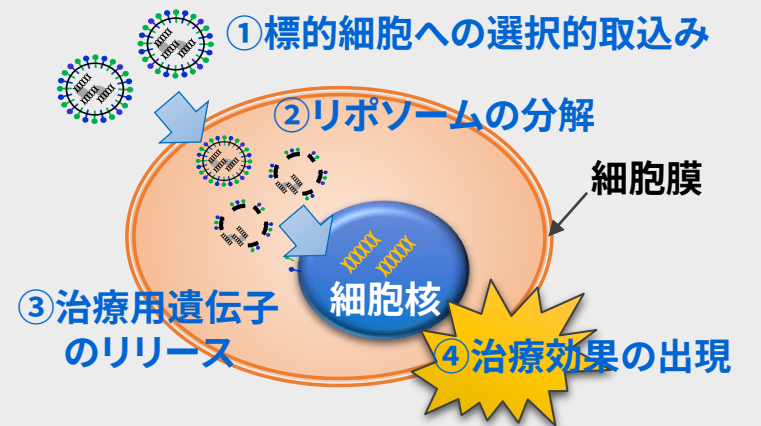 ①標的細胞への選択的取込み
②リポソームの分解
細胞膜
細胞核
③治療用遺伝子
のリリース
④治療効果の出現